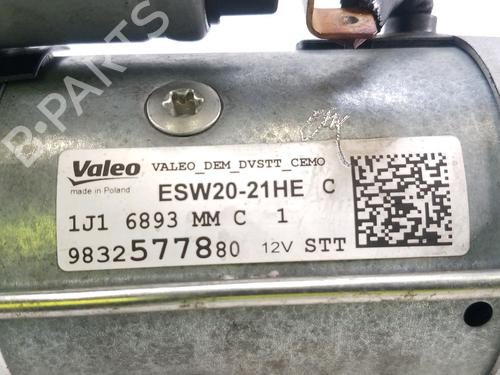 B-PARTS
Valeo
made in Poland
VALEO_DEM_DVSTT_CEMO
ESW20-21HE C
1J1 6893 MM C 1
9832577880 12V STT